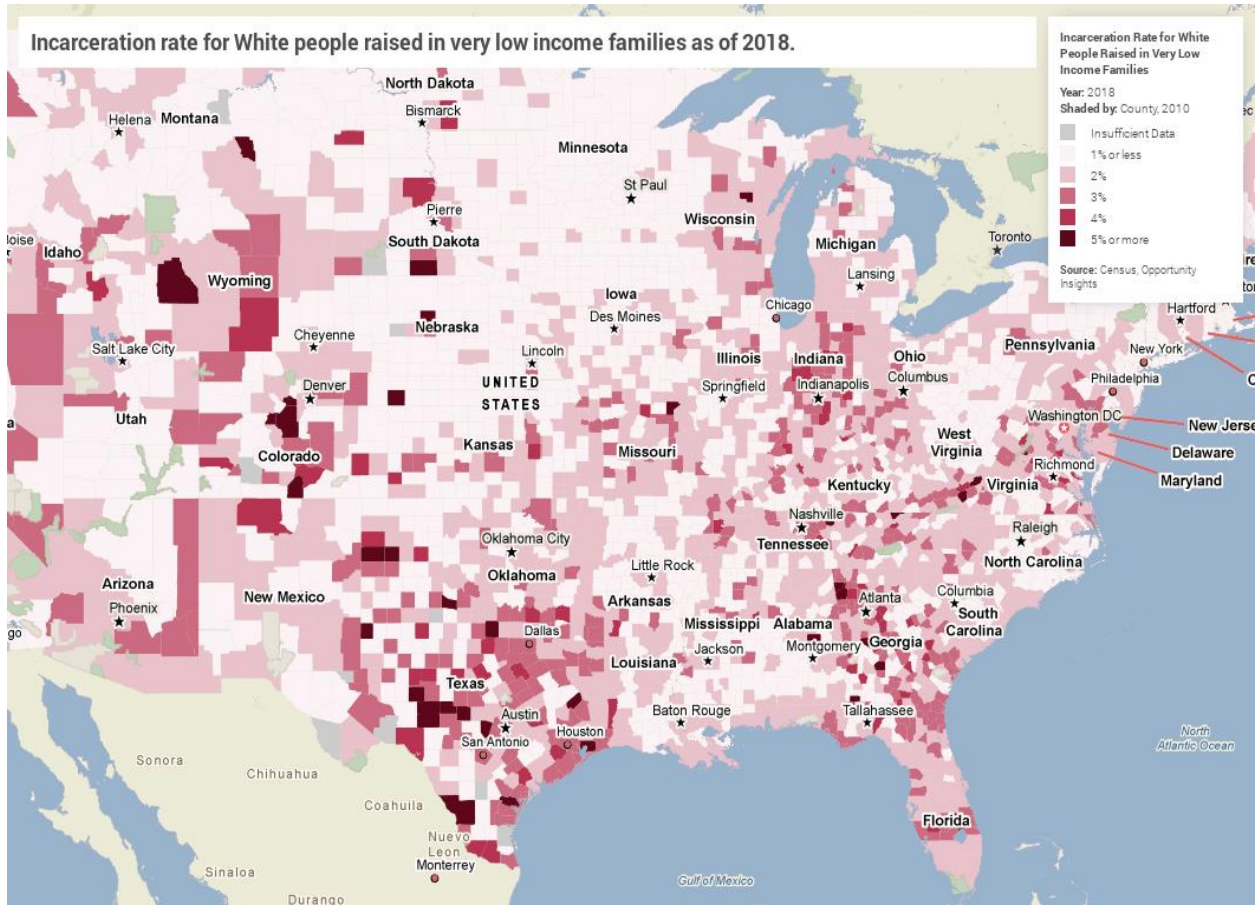 Incarceration rate for White people raised in very low income families as of 2018.
Incarceration Rate for White
People Raised in Very Low
Income Families
Year: 2018
Shaded by: County, 2010
Insufficient Data
1% or less
2%
3%
4%
5% or more
Source: Census, Opportunity
Insights
North Dakota
Bismarck
Helena
Montana
Minnesota
St Paul
Wisconsin
Michigan
Toronto
Pierre
South Dakota
Idaho
Wyoming
Lansing
Iowa
Chicago
Hartford
Des Moines
Nebraska
Cheyenne
Salt Lake City
Lincoln
Illinois
Indiana
Ohio
Pennsylvania
New York
UNITED
STATES
Denver
Springfield
Indianapolis
Columbus
Philadelphia
Utah
Washington DC
New Jerse
Colorado
Kansas
Missouri
West
Virginia
Delaware
Maryland
Richmond
Kentucky
Virginia
Nashville
Raleigh
Oklahoma City
Tennessee
North Carolina
Oklahoma
Little Rock
Arizona
New Mexico
Arkansas
Atlanta
Columbia
South
Carolina
Phoenix
Dallas
Mississippi
Alabama
Georgia
Louisiana
Jackson
Montgomery
Texas
Austin
Houston
Baton Rouge
Tallahassee
San Antonio
North
Atlantic Ocean
Sonora
Chihuahua
Coahuila
Florida
Nuevo
Leon
Monterrey
Sinaloa
Gulf of Mexico
Durango